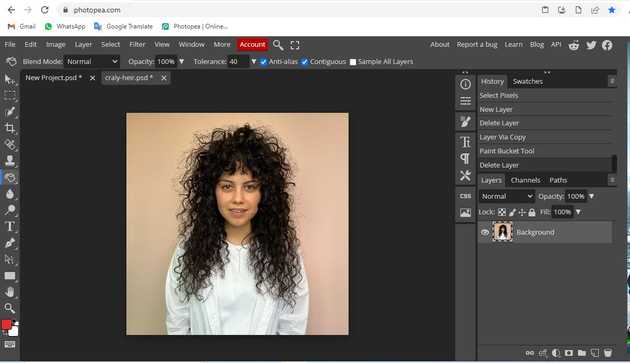 photopea.com
Gmail WhatsApp Google Translate Photopea | Online...
File Edit Image Layer Select Filter View Window More Account About Report a bug Learn Blog API
Blend Mode: Normal Opacity: 100% Tolerance: 40 Anti-alias Contiguous Sample All Layers
New Project.psd * craly-heir.psd *
History Swatches
Select Pixels
New Layer
Delete Layer
Layer Via Copy
Paint Bucket Tool
Delete Layer
Layers Channels Paths
CSS
Normal Opacity: 100%
Lock: Fill: 100%
Background